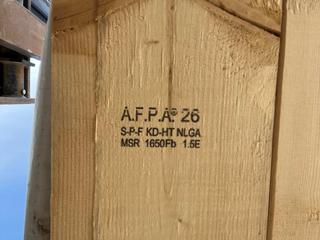 A.F.P.A.® 26
S-P-F KD-HT NLGA
MSR 1650Fb 1.5E